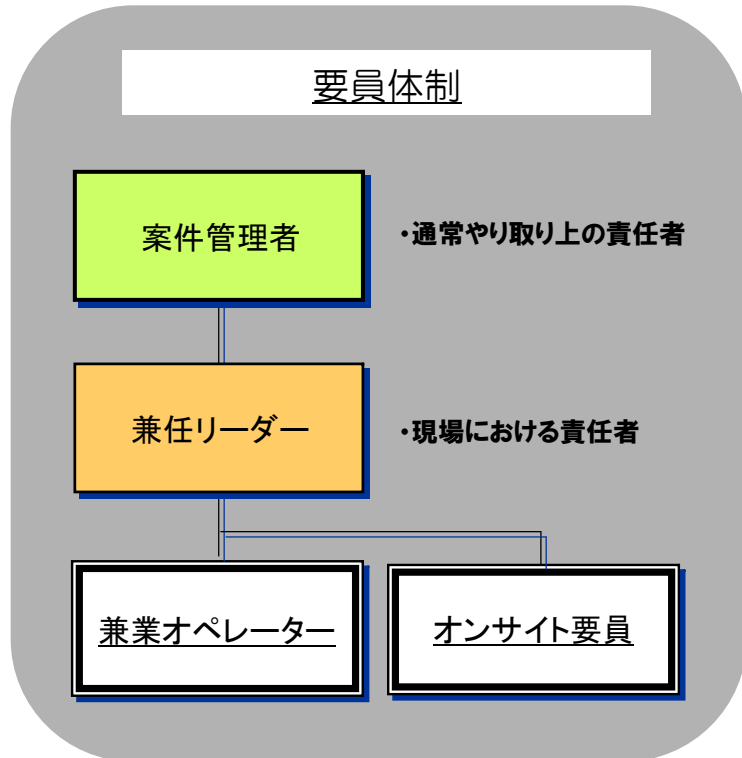 要員体制
案件管理者
・通常やり取り上の責任者
兼任リーダー
・現場における責任者
兼業オペレーター
オンサイト要員